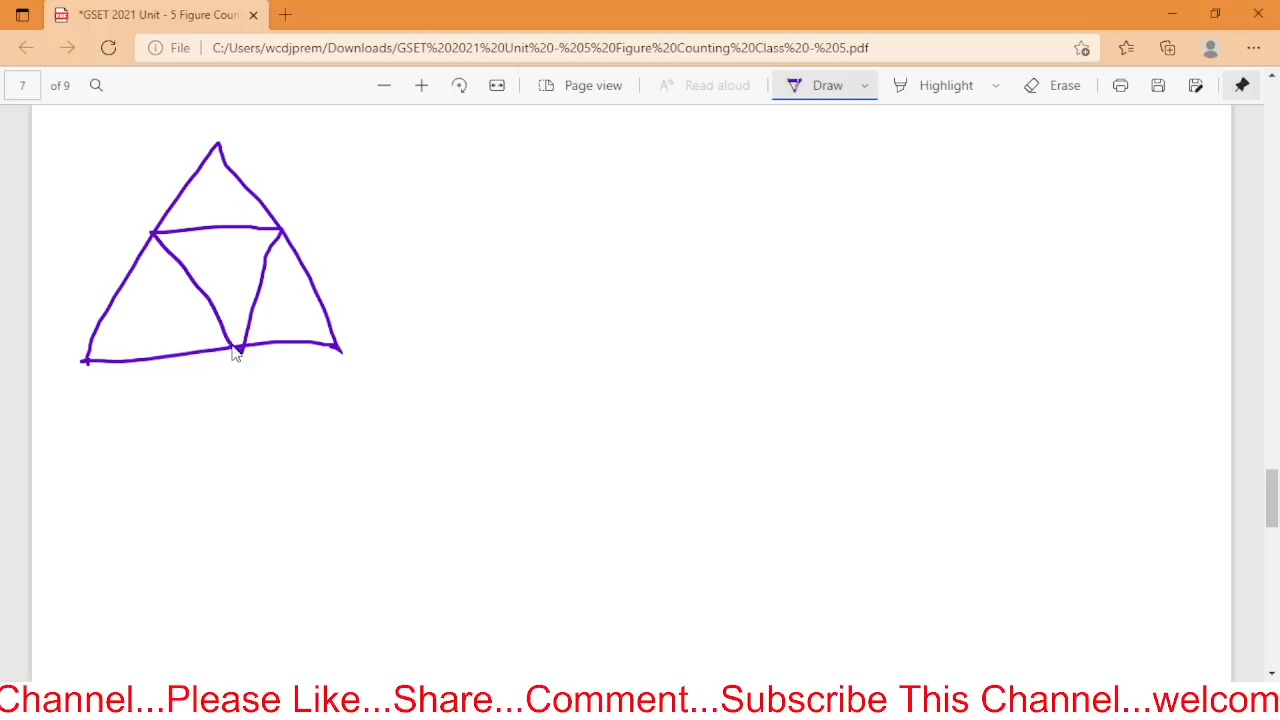 *GSET 2021 Unit - 5 Figure Coun
File C:/Users/wcdjprem/Downloads/GSET%202021%20Unit%20-%205%20Figure%20Counting%20Class%20-%205.pdf
7 of 9 Page view Read aloud Draw Highlight Erase
Channel...Please Like...Share...Comment...Subscribe This Channel...welcom